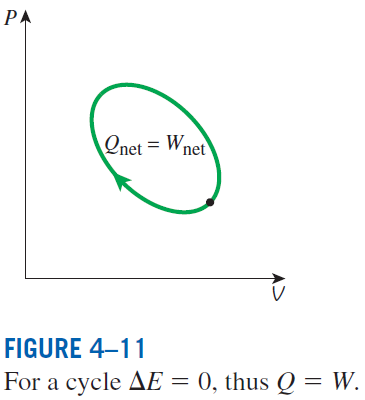 P
Qnet = Wnet
V
FIGURE 4–11
For a cycle ΔE = 0, thus Q = W.